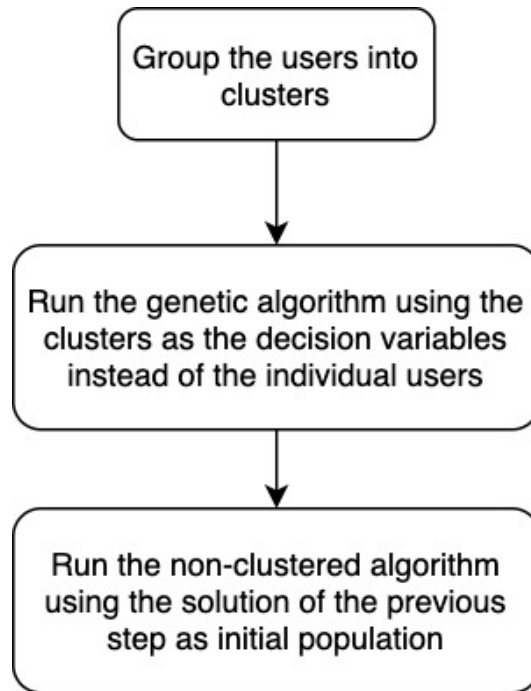 Group the users into
clusters
Run the genetic algorithm using the
clusters as the decision variables
instead of the individual users
Run the non-clustered algorithm
using the solution of the previous
step as initial population